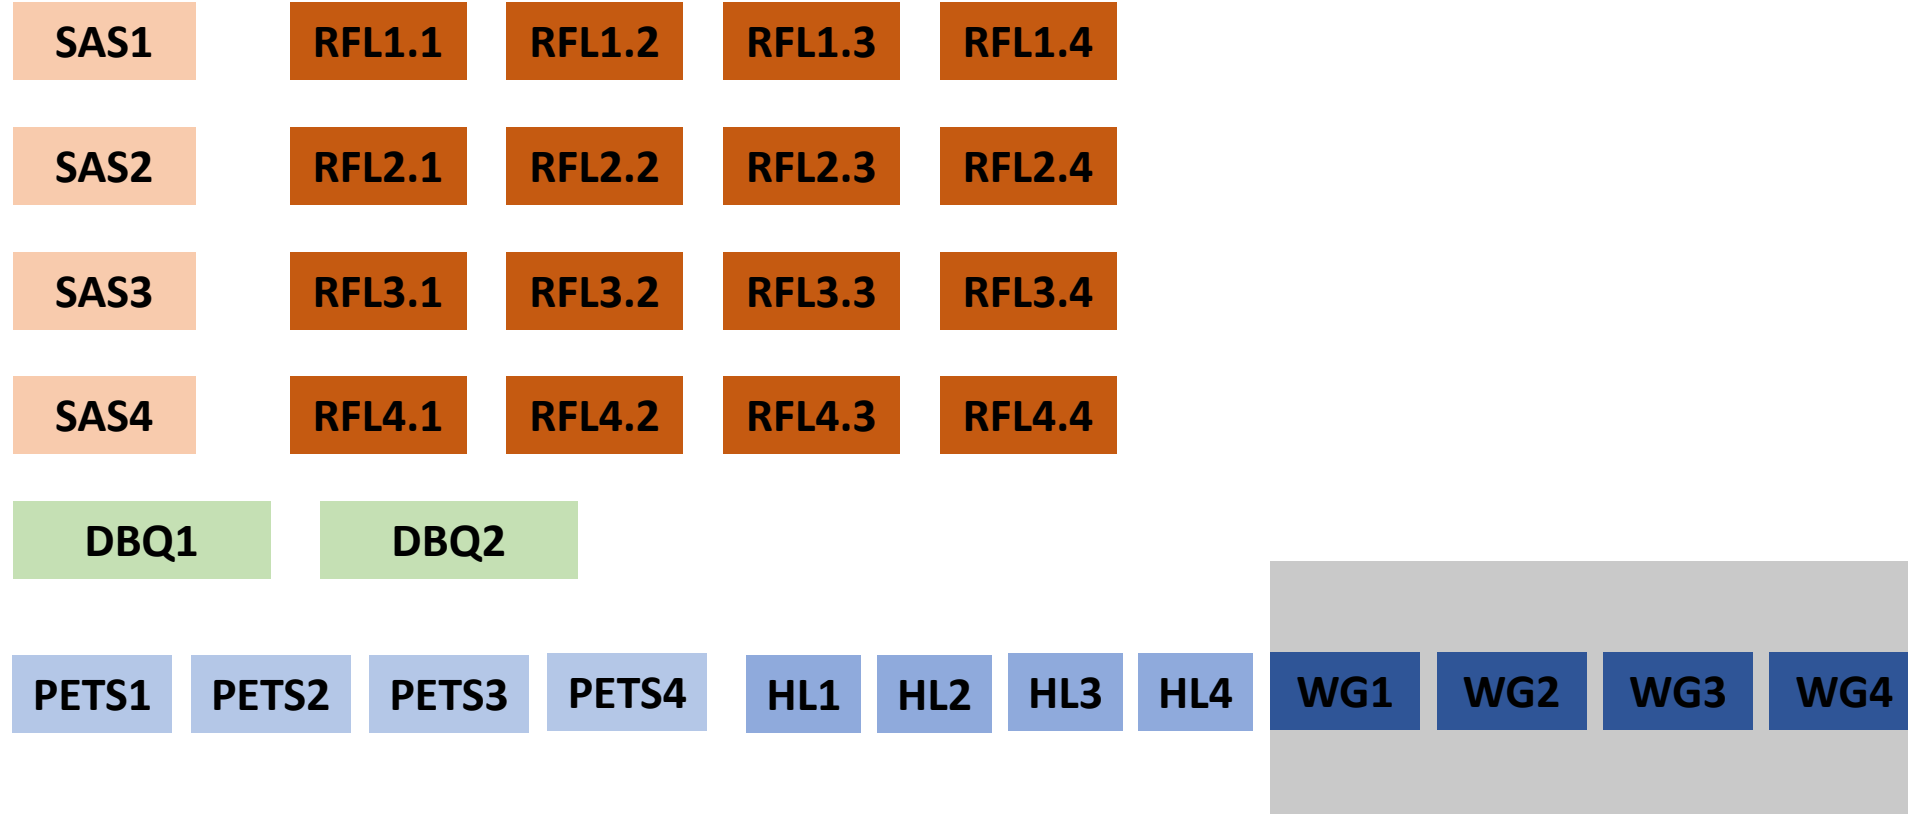 SAS1 RFL1.1 RFL1.2 RFL1.3 RFL1.4
SAS2 RFL2.1 RFL2.2 RFL2.3 RFL2.4
SAS3 RFL3.1 RFL3.2 RFL3.3 RFL3.4
SAS4 RFL4.1 RFL4.2 RFL4.3 RFL4.4
DBQ1 DBQ2
PETS1 PETS2 PETS3 PETS4 HL1 HL2 HL3 HL4 WG1 WG2 WG3 WG4